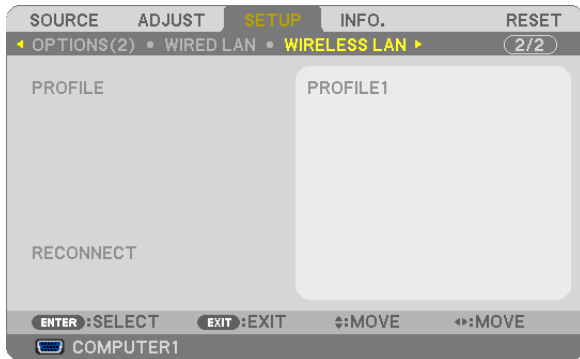 SOURCE ADJUST SETUP INFO. RESET
OPTIONS(2) • WIRED LAN • WIRELESS LAN 2/2
PROFILE PROFILE1
RECONNECT
ENTER :SELECT EXIT :EXIT :MOVE :MOVE
COMPUTER1